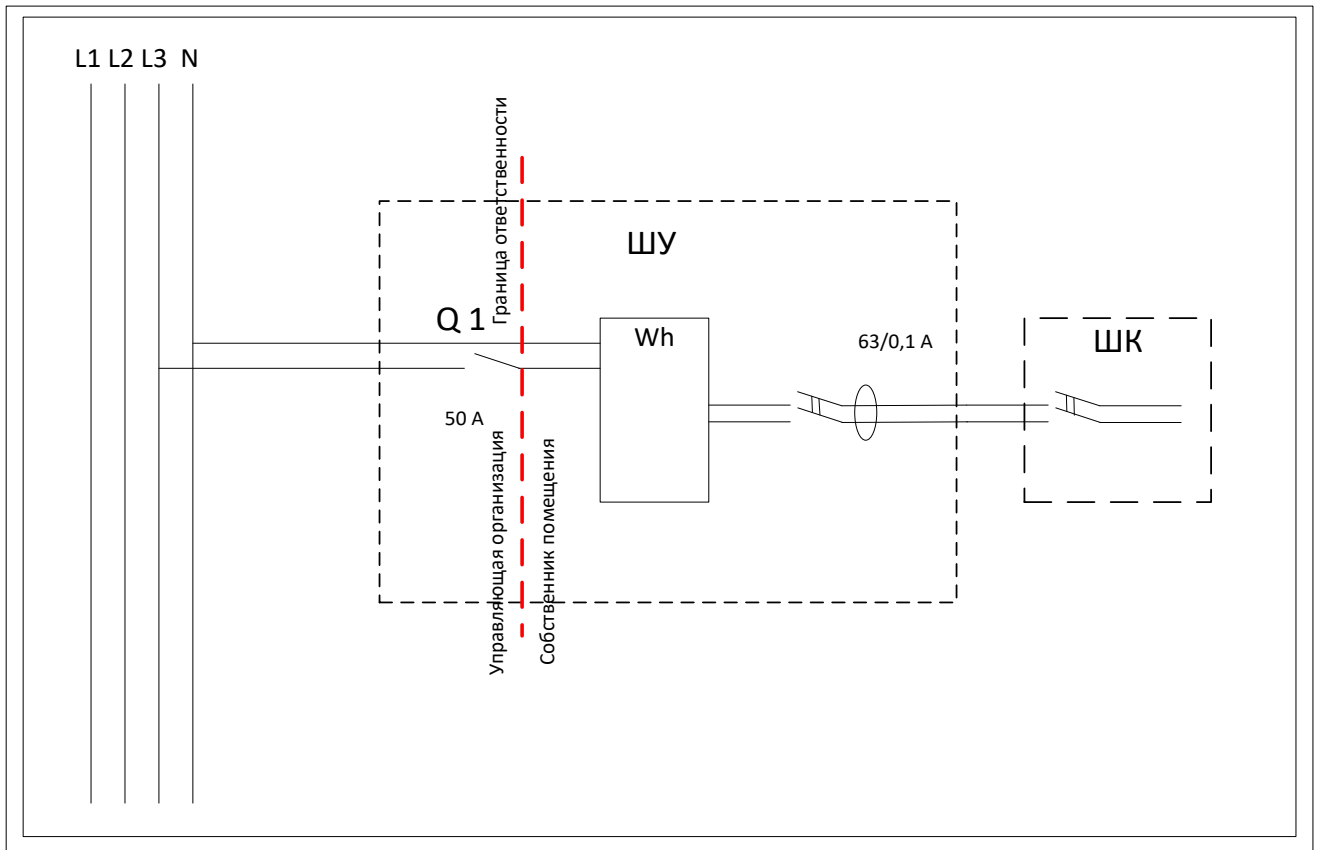 L1 L2 L3 N
Граница ответственности
ШУ
Q 1
Wh
63/0,1 А
ШК
50 А
Управляющая организация
Собственник помещения